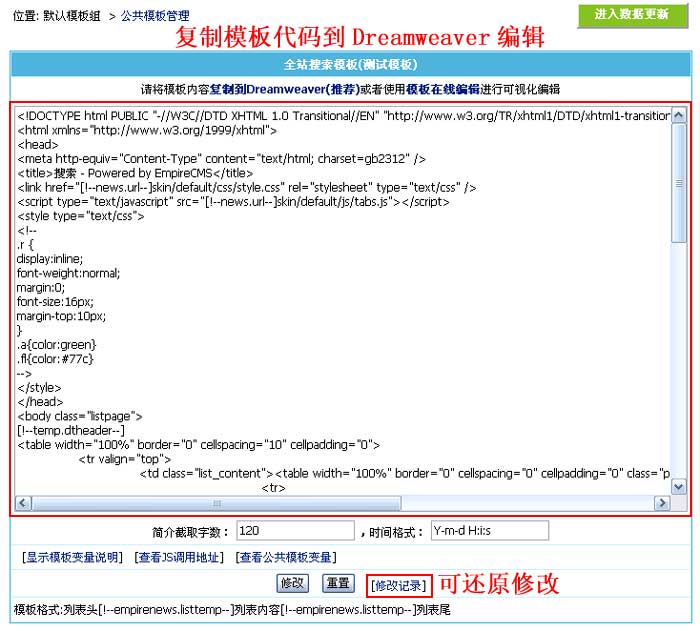 位置: 默认模板组 > 公共模板管理
进入数据更新
复制模板代码到 Dreamweaver 编辑
全站搜索模板(测试模板)
请将模板内容复制到Dreamweaver(推荐)或者使用模板在线编辑进行可视化编辑
<!DOCTYPE html PUBLIC "-//W3C//DTD XHTML 1.0 Transitional//EN" "http://www.w3.org/TR/xhtml1/DTD/xhtml1-transition
<html xmlns="http://www.w3.org/1999/xhtml">
<head>
<meta http-equiv="Content-Type" content="text/html; charset=gb2312" />
<title>搜索 - Powered by EmpireCMS</title>
<link href="[!--news.url--]skin/default/css/style.css" rel="stylesheet" type="text/css" />
<script type="text/javascript" src="[!--news.url--]skin/default/js/tabs.js"></script>
<style type="text/css">
<!--
.r {
display:inline;
font-weight:normal;
margin:0;
font-size:16px;
margin-top:10px;
}
.a{color:green}
.fl{color:#77c}
-->
</style>
</head>
<body class="listpage">
[!--temp.dtheader--]
<table width="100%" border="0" cellspacing="10" cellpadding="0">
<tr valign="top">
<td class="list_content"><table width="100%" border="0" cellspacing="0" cellpadding="0" class="p
<tr>
简介截取字数： 120 ，时间格式： Y-m-d H:i:s
[显示模板变量说明] [查看JS调用地址] [查看公共模板变量]
修改 重置 [修改记录] 可还原修改
模板格式:列表头[!--empirenews.listtemp--]列表内容[!--empirenews.listtemp--]列表尾